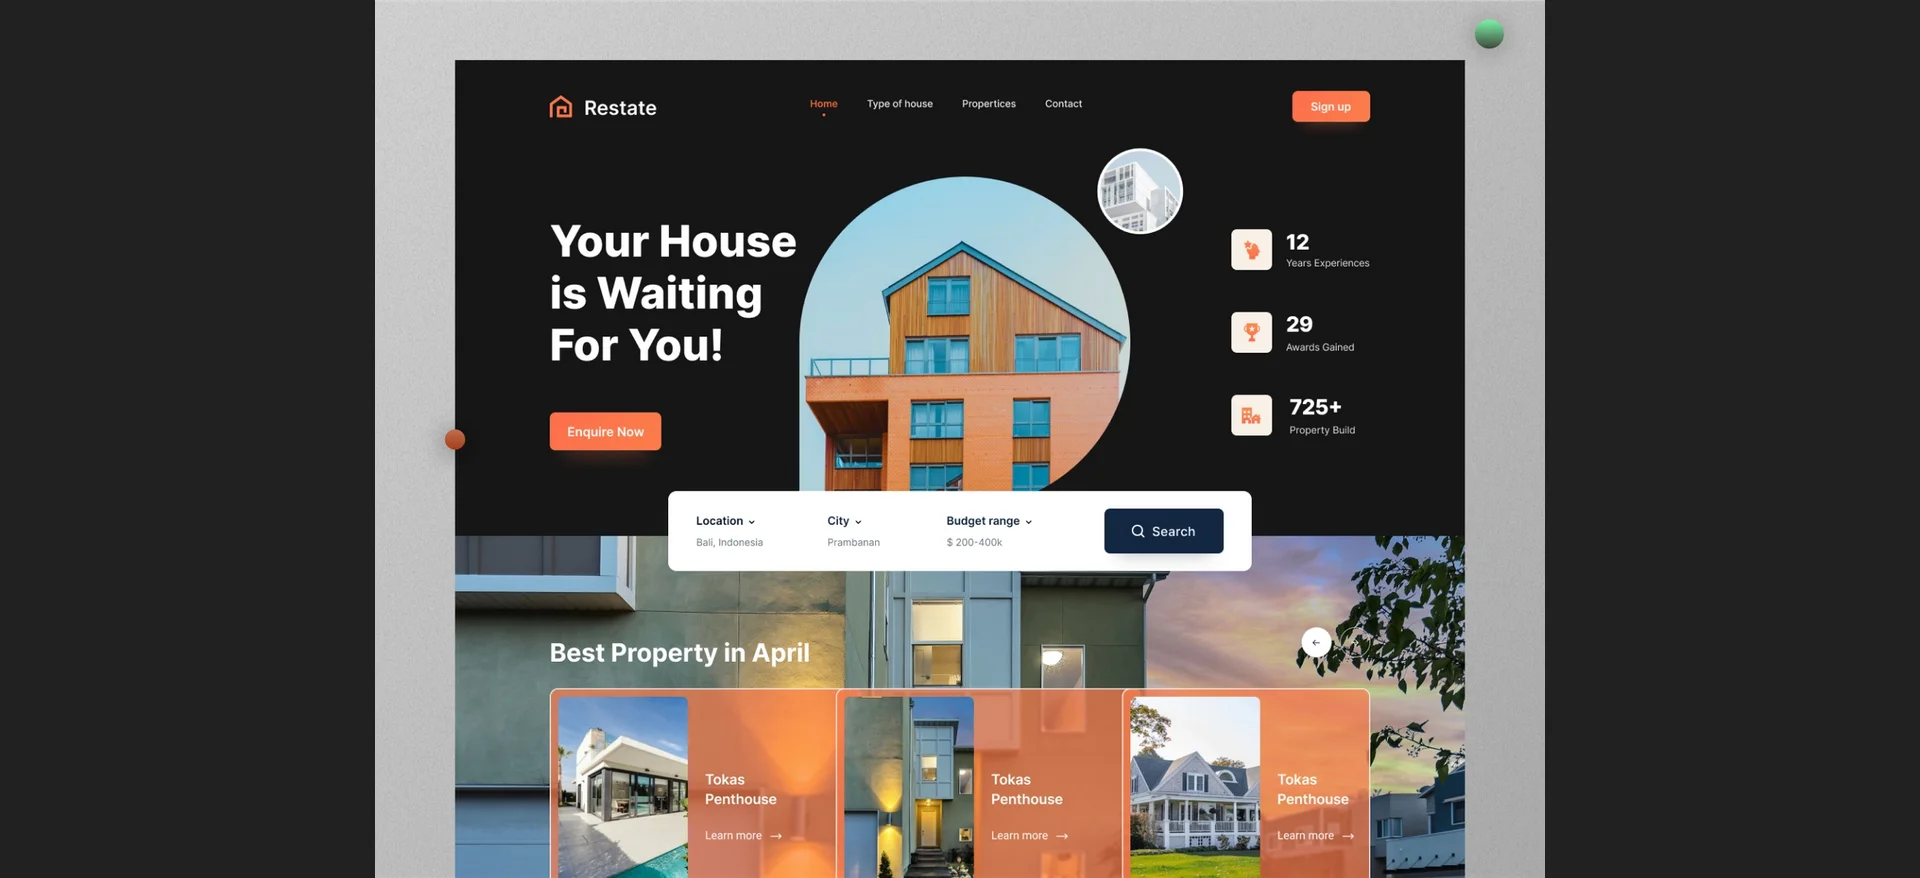 Restate
Home
Type of house
Propertices
Contact
Sign up
Your House
is Waiting
For You!
Enquire Now
12
Years Experiences
29
Awards Gained
725+
Property Build
Location
Bali, Indonesia
City
Prambanan
Budget range
$ 200-400k
Search
Best Property in April
Tokas
Penthouse
Learn more
Tokas
Penthouse
Learn more
Tokas
Penthouse
Learn more